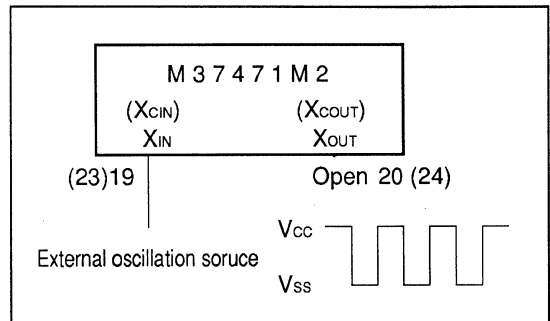 M37471M2
(XCIN) (XCOUT)
XIN XOUT
(23)19 Open 20 (24)
External oscillation soruce
VCC
VSS